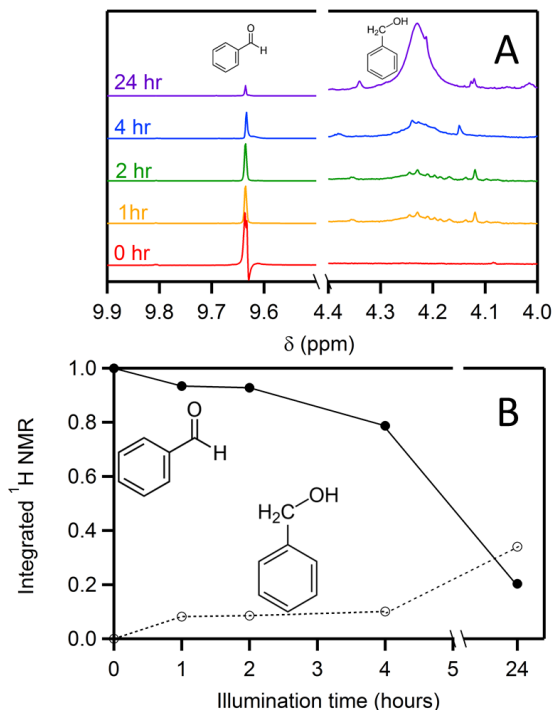 A
O
H
H₂C
OH
24 hr
4 hr
2 hr
1hr
0 hr
9.9 9.8 9.7 9.6 4.4 4.3 4.2 4.1 4.0
δ (ppm)
B
1.0
0.8
0.6
0.4
0.2
0.0
Integrated ¹H NMR
O
H
H₂C
OH
0 1 2 3 4 5 24
Illumination time (hours)